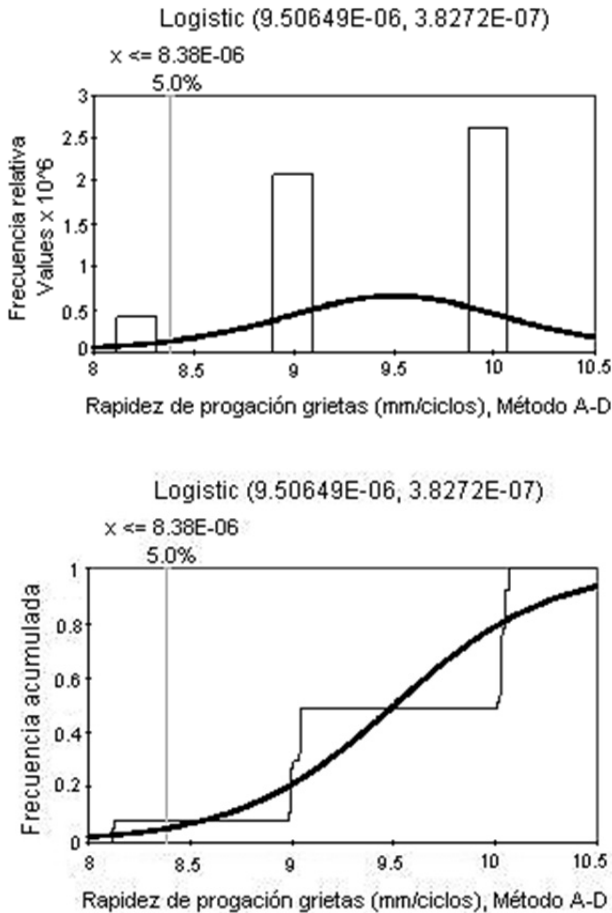 Logistic (9.50649E-06, 3.8272E-07)
x <= 8.38E-06
5.0%
Frecuencia relativa
Values x 10^6
3
2.5
2
1.5
1
0.5
0
8 8.5 9 9.5 10 10.5
Rapidez de progación grietas (mm/ciclos), Método A-D
Logistic (9.50649E-06, 3.8272E-07)
x <= 8.38E-06
5.0%
Frecuencia acumulada
1
0.8
0.6
0.4
0.2
0
8 8.5 9 9.5 10 10.5
Rapidez de progación grietas (mm/ciclos), Método A-D